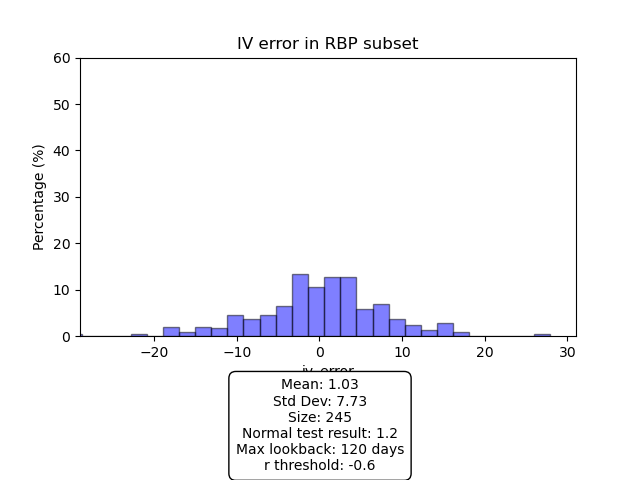 IV error in RBP subset
60
50
40
30
20
10
0
Percentage (%)
−20
−10
0
10
20
30
iv_error
Mean: 1.03
Std Dev: 7.73
Size: 245
Normal test result: 1.2
Max lookback: 120 days
r threshold: -0.6